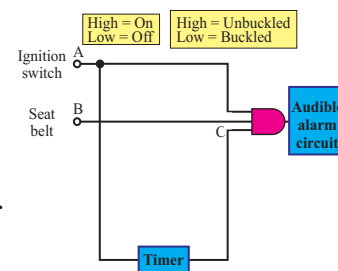 High = On
Low = Off
High = Unbuckled
Low = Buckled
Ignition
switch
A
Seat
belt
B
C
Audible
alarm
circuit
Timer